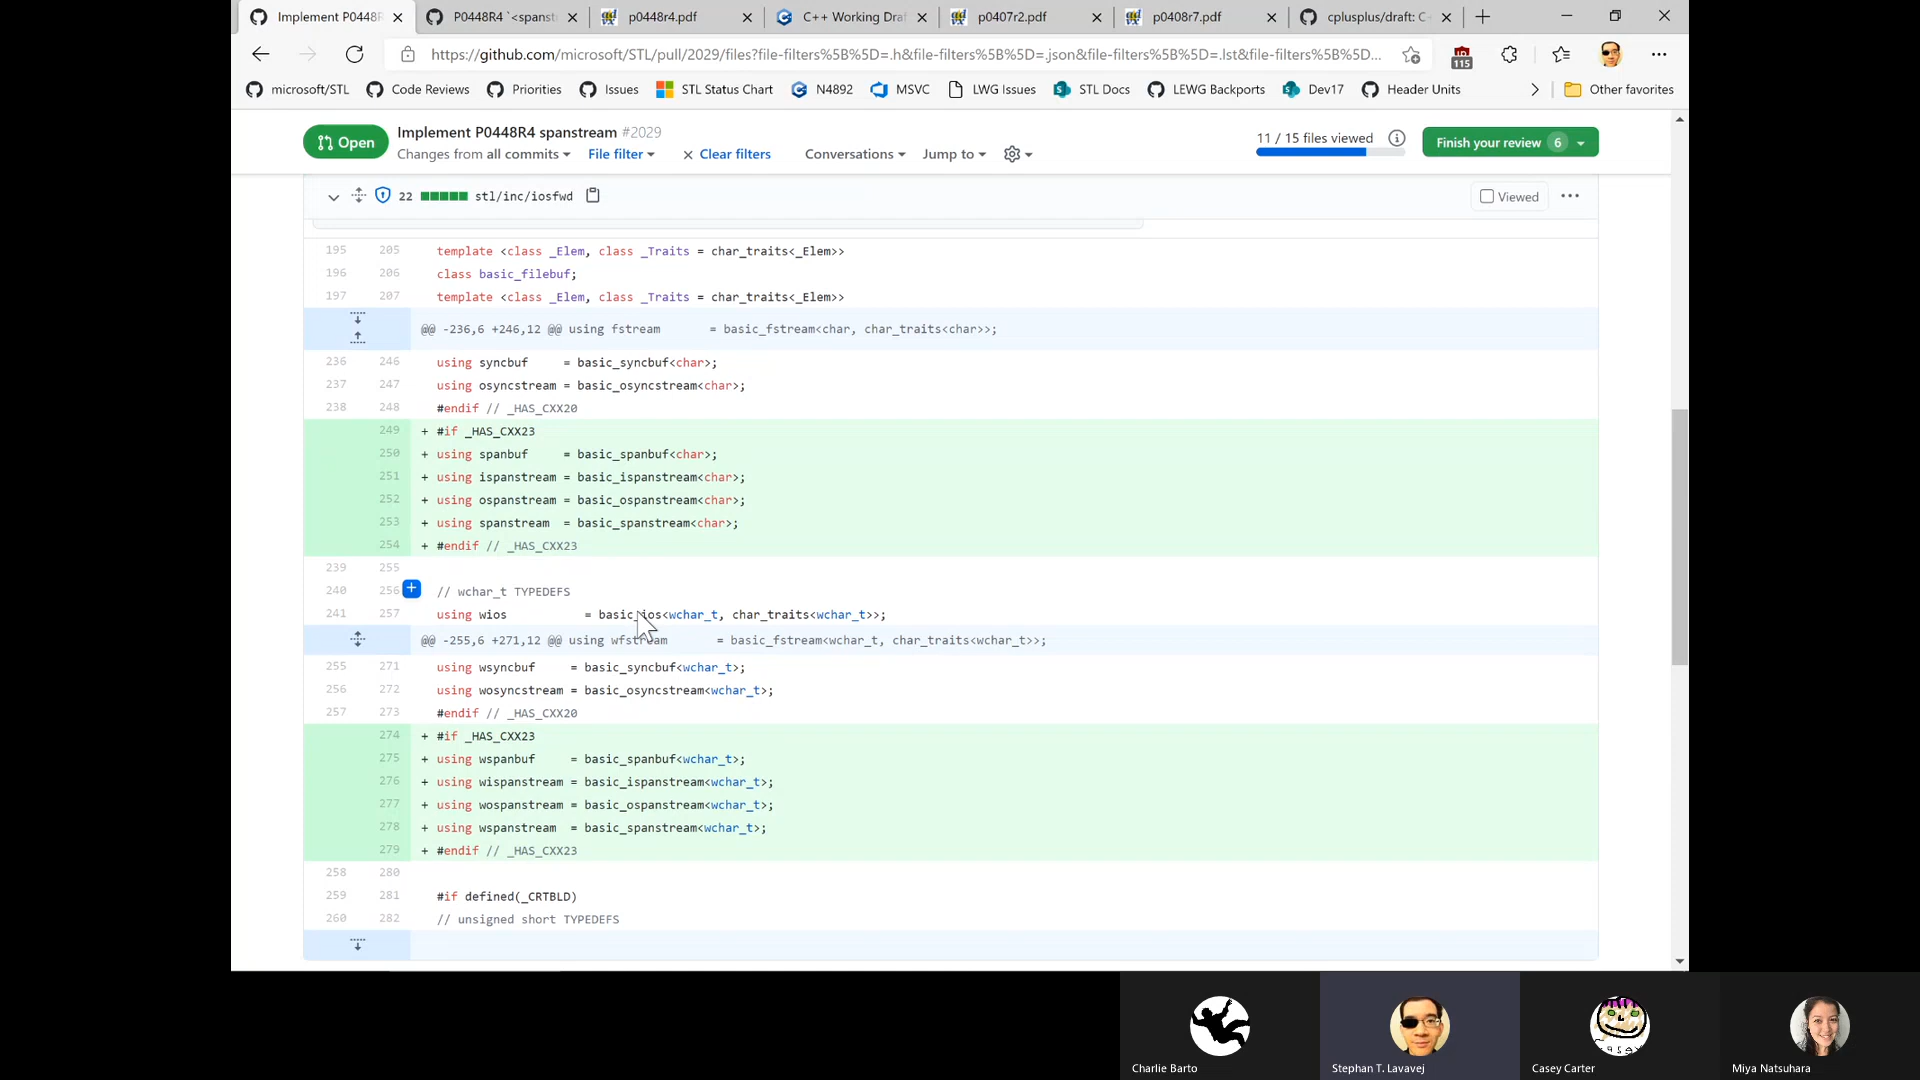 Implement P0448R
P0448R4 `<spanst
p0448r4.pdf
C++ Working Dra
p0407r2.pdf
p0408r7.pdf
cplusplus/draft: C
https://github.com/microsoft/STL/pull/2029/files?file-filters%5B%5D=.h&file-filters%5B%5D=.json&file-filters%5B%5D=.lst&file-filters%5B%5D...
115
microsoft/STL
Code Reviews
Priorities
Issues
STL Status Chart
N4892
MSVC
LWG Issues
STL Docs
LEWG Backports
Dev17
Header Units
Other favorites
Open
Implement P0448R4 spanstream #2029
Changes from all commits
File filter
Clear filters
Conversations
Jump to
11 / 15 files viewed
Finish your review 6
22 stl/inc/iosfwd
Viewed
195 205 template <class _Elem, class _Traits = char_traits<_Elem>>
196 206 class basic_filebuf;
197 207 template <class _Elem, class _Traits = char_traits<_Elem>>
@@ -236,6 +246,12 @@ using fstream = basic_fstream<char, char_traits<char>>;
236 246 using syncbuf = basic_syncbuf<char>;
237 247 using osyncstream = basic_osyncstream<char>;
238 248 #endif // _HAS_CXX20
249 + #if _HAS_CXX23
250 + using spanbuf = basic_spanbuf<char>;
251 + using ispanstream = basic_ispanstream<char>;
252 + using ospanstream = basic_ospanstream<char>;
253 + using spanstream = basic_spanstream<char>;
254 + #endif // _HAS_CXX23
239 255
240 256 // wchar_t TYPEDEFS
241 257 using wios = basic_ios<wchar_t, char_traits<wchar_t>>;
@@ -255,6 +271,12 @@ using wfstream = basic_fstream<wchar_t, char_traits<wchar_t>>;
255 271 using wsyncbuf = basic_syncbuf<wchar_t>;
256 272 using wosyncstream = basic_osyncstream<wchar_t>;
257 273 #endif // _HAS_CXX20
274 + #if _HAS_CXX23
275 + using wspanbuf = basic_spanbuf<wchar_t>;
276 + using wispanstream = basic_ispanstream<wchar_t>;
277 + using wospanstream = basic_ospanstream<wchar_t>;
278 + using wspanstream = basic_spanstream<wchar_t>;
279 + #endif // _HAS_CXX23
258 280
259 281 #if defined(_CRTBLD)
260 282 // unsigned short TYPEDEFS
Charlie Barto
Stephan T. Lavavej
Casey Carter
Miya Natsuhara